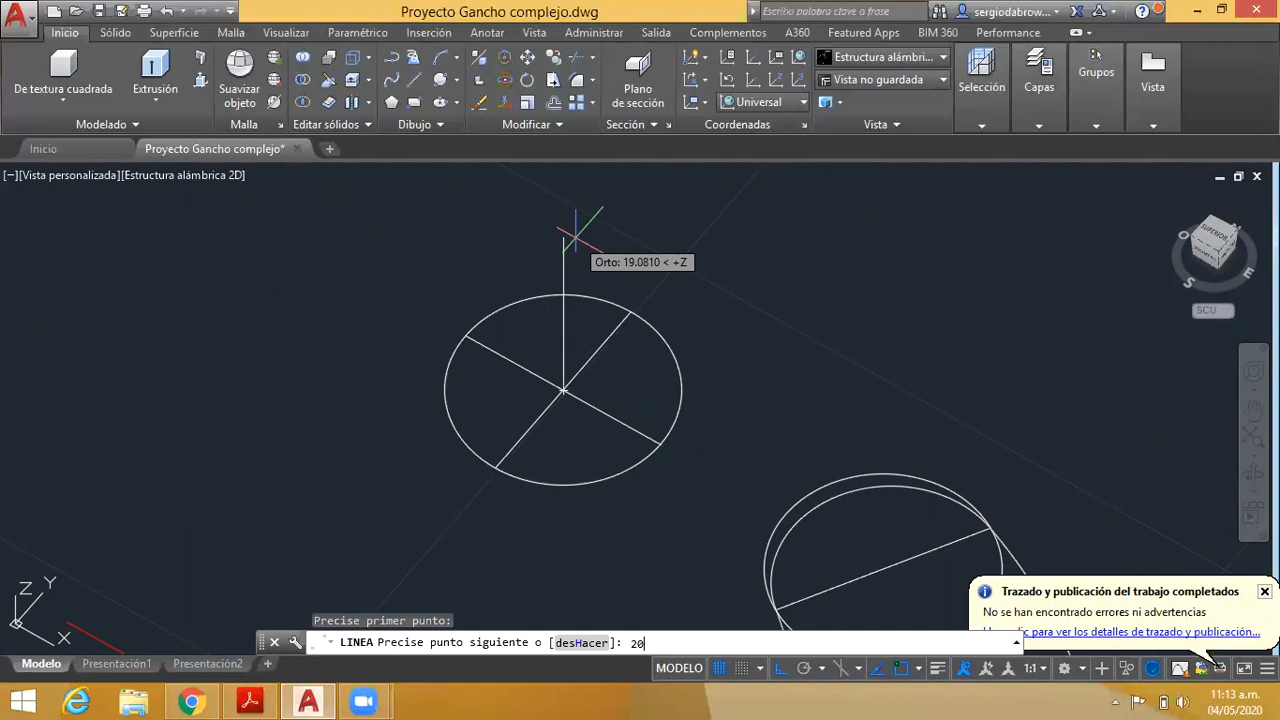 Proyecto Gancho complejo.dwg
Escribo palabra clave o frase
sergiodabrow...
Inicio
Sólido
Superficie
Malla
Visualizar
Paramétrico
Inserción
Anotar
Vista
Administrar
Salida
Complementos
A360
Featured Apps
BIM 360
Performance
De textura cuadrada
Extrusión
Suavizar
objeto
Plano
de sección
Estructura alámbri...
Vista no guardada
Universal
Selección
Capas
Grupos
Vista
Modelado
Malla
Editar sólidos
Dibujo
Modificar
Sección
Coordenadas
Vista
Inicio
Proyecto Gancho complejo*
[−][Vista personalizada][Estructura alámbrica 2D]
SUPERIOR
O
S
E
SCU
Orto: 19.0810 < +Z
Z
Y
X
Trazado y publicación del trabajo completados
No se han encontrado errores ni advertencias
clic para ver los detalles de trazado y publicación...
Precise primer punto:
LINEA Precise punto siguiente o [desHacer]: 20
Modelo
Presentación1
Presentación2
MODELO
1:1
11:13 a.m.
04/05/2020